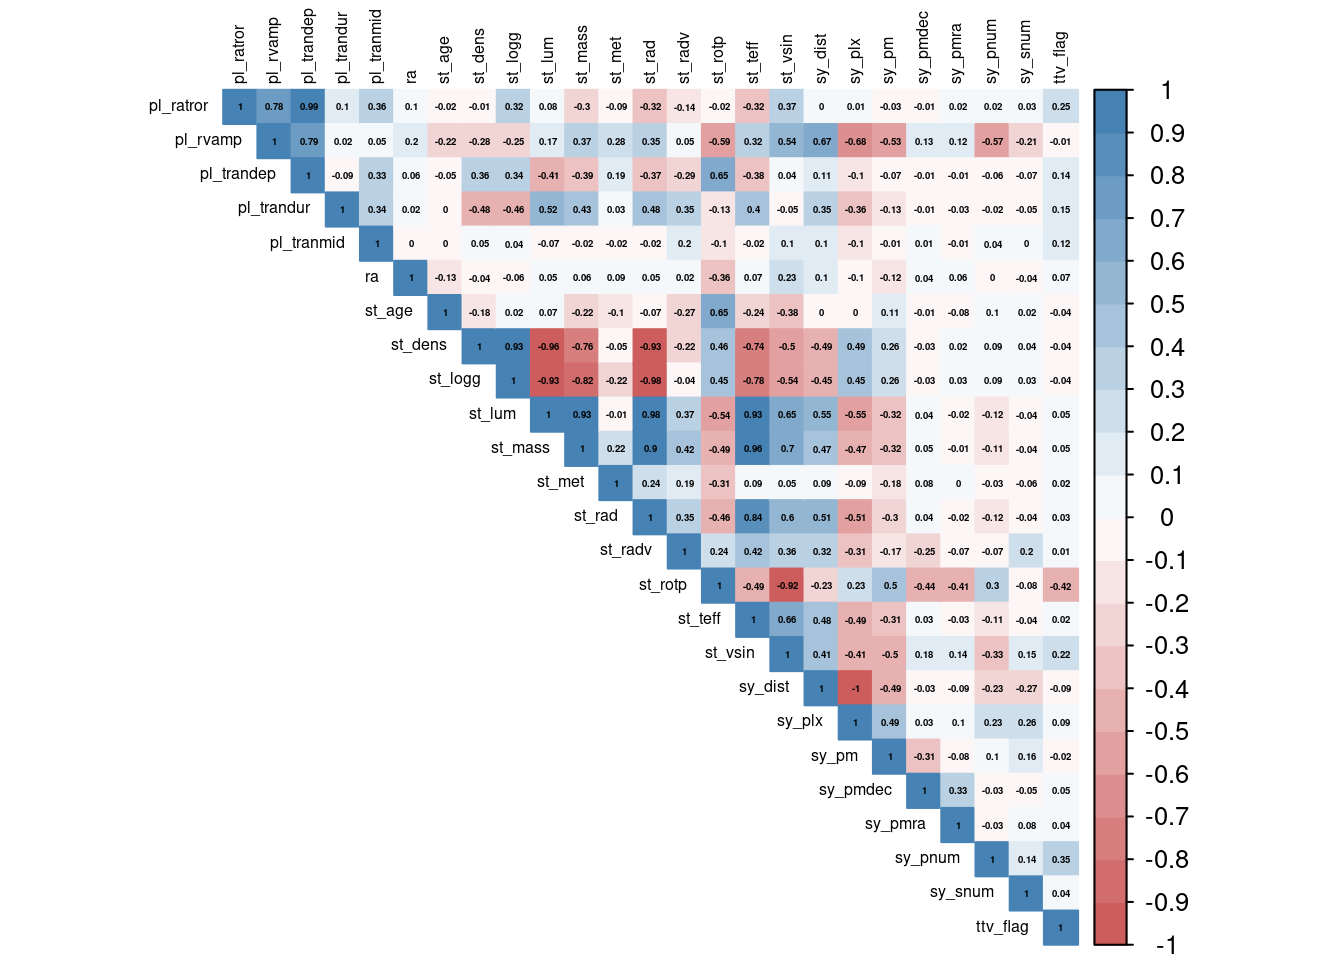 pl_ratror pl_rvamp pl_trandep pl_trandur pl_tranmid ra st_age st_dens st_logg st_lum st_mass st_met st_rad st_radv st_rotp st_teff st_vsin sy_dist sy_plx sy_pm sy_pmdec sy_pmra sy_pnum sy_snum ttv_flag
pl_ratror 1 0.78 0.99 0.1 0.36 0.1 -0.02 -0.01 0.32 0.08 -0.3 -0.09 -0.32 -0.14 -0.02 -0.32 0.37 0 0.01 -0.03 -0.01 0.02 0.02 0.03 0.25
pl_rvamp 1 0.79 0.02 0.05 0.2 -0.22 -0.28 -0.25 0.17 0.37 0.28 0.35 0.05 -0.59 0.32 0.54 0.67 -0.68 -0.53 0.13 0.12 -0.57 -0.21 -0.01
pl_trandep 1 -0.09 0.33 0.06 -0.05 0.36 0.34 -0.41 -0.39 0.19 -0.37 -0.29 0.65 -0.38 0.04 0.11 -0.1 -0.07 -0.01 -0.01 -0.06 -0.07 0.14
pl_trandur 1 0.34 0.02 0 -0.48 -0.46 0.52 0.43 0.03 0.48 0.35 -0.13 0.4 -0.05 0.35 -0.36 -0.13 -0.01 -0.03 -0.02 -0.05 0.15
pl_tranmid 1 0 0 0.05 0.04 -0.07 -0.02 -0.02 -0.02 0.2 -0.1 -0.02 0.1 0.1 -0.1 -0.01 0.01 -0.01 0.04 0 0.12
ra 1 -0.13 -0.04 -0.06 0.05 0.06 0.09 0.05 0.02 -0.36 0.07 0.23 0.1 -0.1 -0.12 0.04 0.06 0 -0.04 0.07
st_age 1 -0.18 0.02 0.07 -0.22 -0.1 -0.07 -0.27 0.65 -0.24 -0.38 0 0 0.11 -0.01 -0.08 0.1 0.02 -0.04
st_dens 1 0.93 -0.96 -0.76 -0.05 -0.93 -0.22 0.46 -0.74 -0.5 -0.49 0.49 0.26 -0.03 0.02 0.09 0.04 -0.04
st_logg 1 -0.93 -0.82 -0.22 -0.98 -0.04 0.45 -0.78 -0.54 -0.45 0.45 0.26 -0.03 0.03 0.09 0.03 -0.04
st_lum 1 0.93 -0.01 0.98 0.37 -0.54 0.93 0.65 0.55 -0.55 -0.32 0.04 -0.02 -0.12 -0.04 0.05
st_mass 1 0.22 0.9 0.42 -0.49 0.96 0.7 0.47 -0.47 -0.32 0.05 -0.01 -0.11 -0.04 0.05
st_met 1 0.24 0.19 -0.31 0.09 0.05 0.09 -0.09 -0.18 0.08 0 -0.03 -0.06 0.02
st_rad 1 0.35 -0.46 0.84 0.6 0.51 -0.51 -0.3 0.04 -0.02 -0.12 -0.04 0.03
st_radv 1 0.24 0.42 0.36 0.32 -0.31 -0.17 -0.25 -0.07 -0.07 0.2 0.01
st_rotp 1 -0.49 -0.92 -0.23 0.23 0.5 -0.44 -0.41 0.3 -0.08 -0.42
st_teff 1 0.66 0.48 -0.49 -0.31 0.03 -0.03 -0.11 -0.04 0.02
st_vsin 1 0.41 -0.41 -0.5 0.18 0.14 -0.33 0.15 0.22
sy_dist 1 -1 -0.49 -0.03 -0.09 -0.23 -0.27 -0.09
sy_plx 1 0.49 0.03 0.1 0.23 0.26 0.09
sy_pm 1 -0.31 -0.08 0.1 0.16 -0.02
sy_pmdec 1 0.33 -0.03 -0.05 0.05
sy_pmra 1 -0.03 0.08 0.04
sy_pnum 1 0.14 0.35
sy_snum 1 0.04
ttv_flag 1
1
0.9
0.8
0.7
0.6
0.5
0.4
0.3
0.2
0.1
0
-0.1
-0.2
-0.3
-0.4
-0.5
-0.6
-0.7
-0.8
-0.9
-1